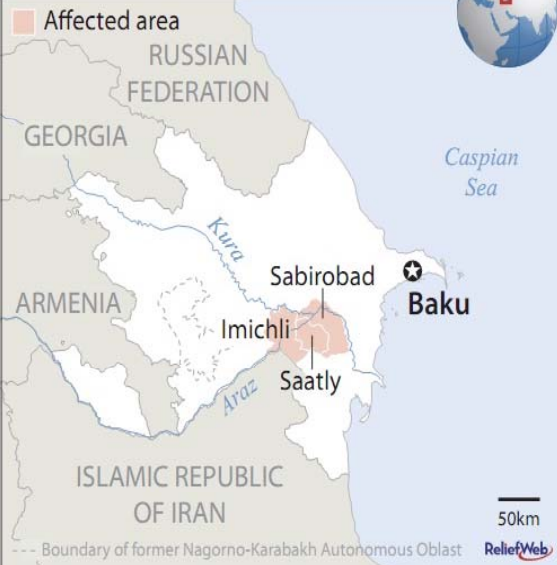 Affected area
RUSSIAN
FEDERATION
GEORGIA
Caspian
Sea
Kura
Sabirobad
Baku
ARMENIA
Imichli
Saatly
Araz
ISLAMIC REPUBLIC
OF IRAN
50km
Boundary of former Nagorno-Karabakh Autonomous Oblast
ReliefWeb